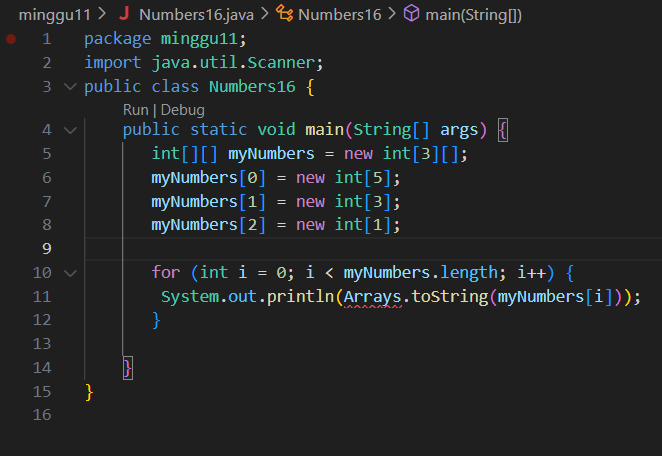 minggu11 > J Numbers16.java > Numbers16 > main(String[])
1 package minggu11;
2 import java.util.Scanner;
3 public class Numbers16 {
Run | Debug
4 public static void main(String[] args) {
5 int[][] myNumbers = new int[3][];
6 myNumbers[0] = new int[5];
7 myNumbers[1] = new int[3];
8 myNumbers[2] = new int[1];
9
10 for (int i = 0; i < myNumbers.length; i++) {
11 System.out.println(Arrays.toString(myNumbers[i]));
12 }
13
14 }
15 }
16